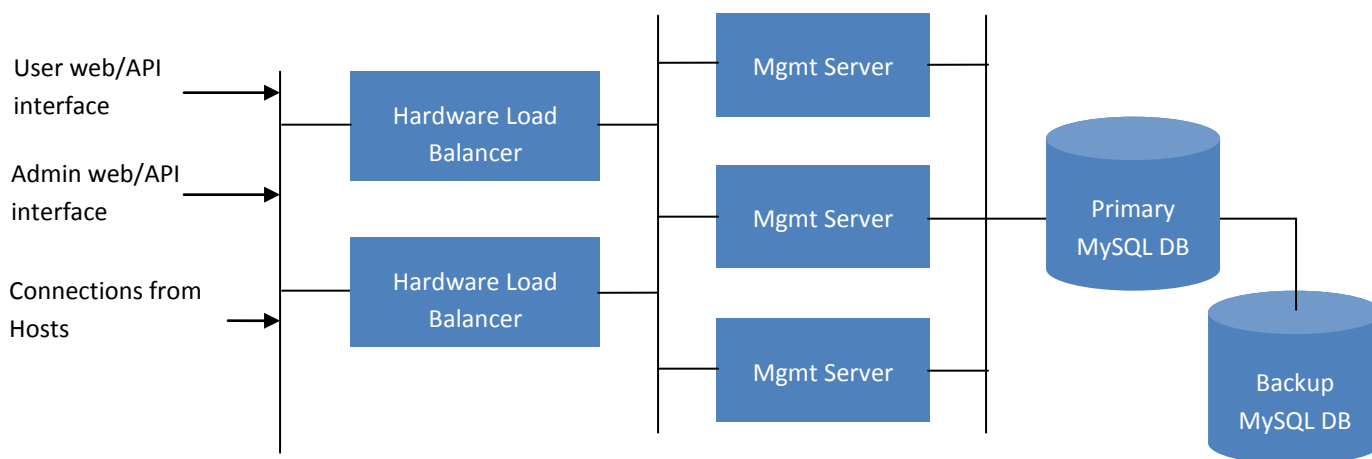 User web/API
interface
Admin web/API
interface
Connections from
Hosts
Hardware Load
Balancer
Hardware Load
Balancer
Mgmt Server
Mgmt Server
Mgmt Server
Primary
MySQL DB
Backup
MySQL DB